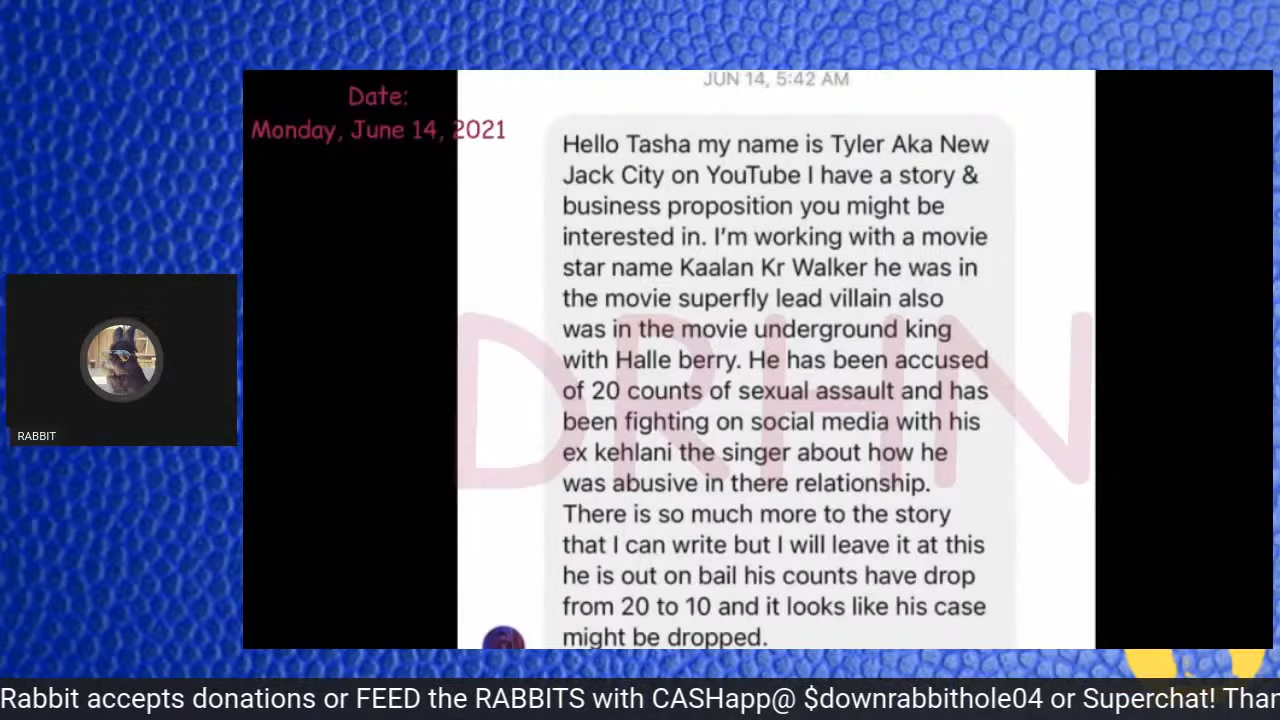 JUN 14, 5:42 AM
Date:
Monday, June 14, 2021
Hello Tasha my name is Tyler Aka New
Jack City on YouTube I have a story &
business proposition you might be
interested in. I'm working with a movie
star name Kaalan Kr Walker he was in
the movie superfly lead villain also
was in the movie underground king
with Halle berry. He has been accused
of 20 counts of sexual assault and has
been fighting on social media with his
ex kehlani the singer about how he
was abusive in there relationship.
There is so much more to the story
that I can write but I will leave it at this
he is out on bail his counts have drop
from 20 to 10 and it looks like his case
might be dropped.
DRHN
RABBIT
Rabbit accepts donations or FEED the RABBITS with CASHapp@ $downrabbithole04 or Superchat! Than